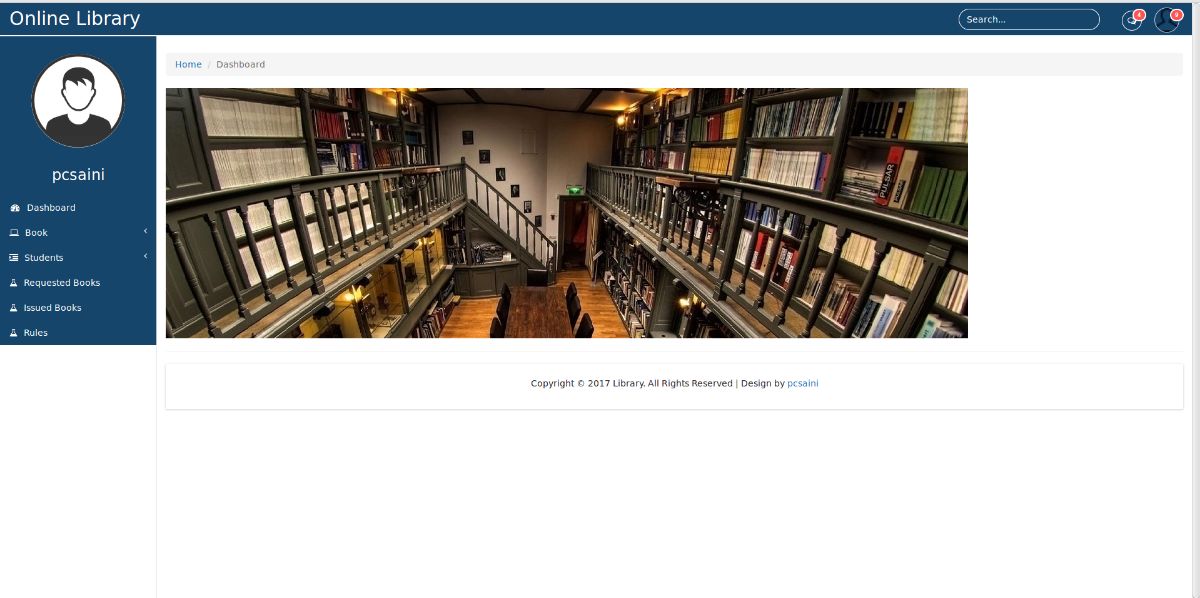 Online Library
Search...
4
pcsaini
Dashboard
Book
Students
Requested Books
Issued Books
Rules
Home / Dashboard
PULSAR
Copyright © 2017 Library. All Rights Reserved | Design by pcsaini